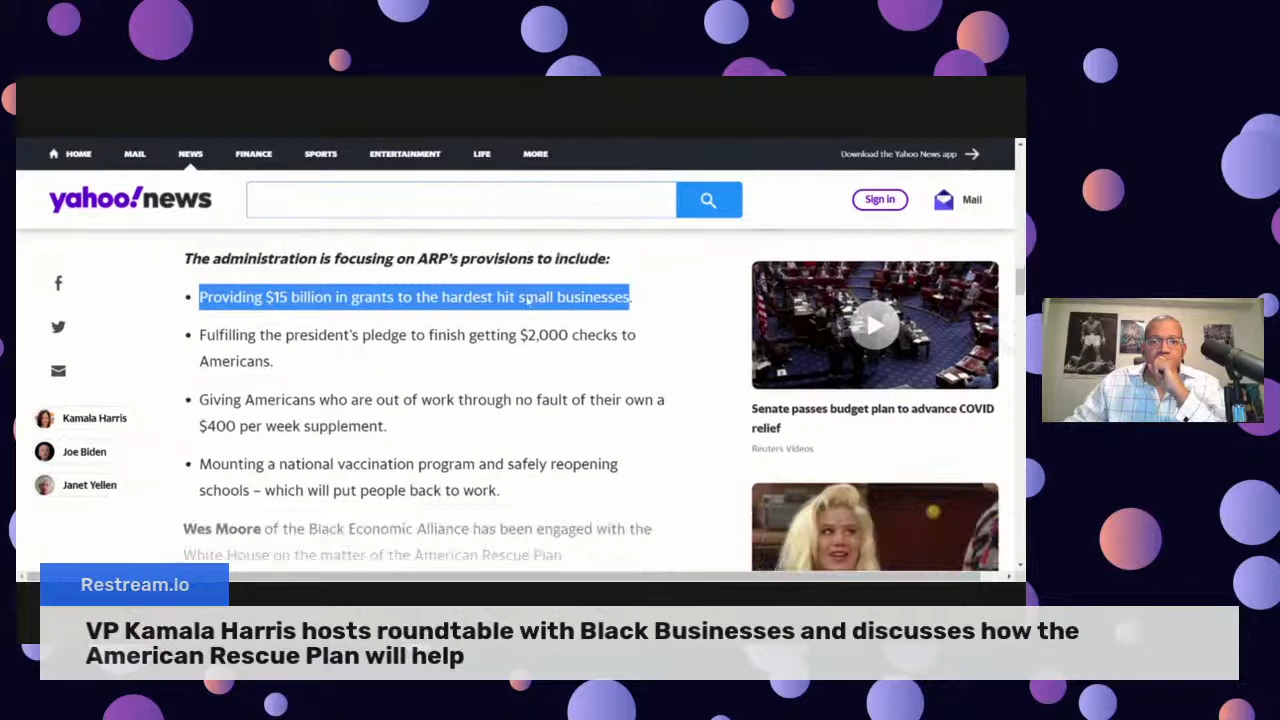 HOME MAIL NEWS FINANCE SPORTS ENTERTAINMENT LIFE MORE Download the Yahoo News app
yahoo!news Sign in Mail
The administration is focusing on ARP's provisions to include:
• Providing $15 billion in grants to the hardest hit small businesses.
• Fulfilling the president's pledge to finish getting $2,000 checks to
Americans.
• Giving Americans who are out of work through no fault of their own a
$400 per week supplement.
• Mounting a national vaccination program and safely reopening
schools – which will put people back to work.
Wes Moore of the Black Economic Alliance has been engaged with the
White House on the matter of the American Rescue Plan
Kamala Harris
Joe Biden
Janet Yellen
Senate passes budget plan to advance COVID
relief
Reuters Videos
Restream.io
VP Kamala Harris hosts roundtable with Black Businesses and discusses how the
American Rescue Plan will help